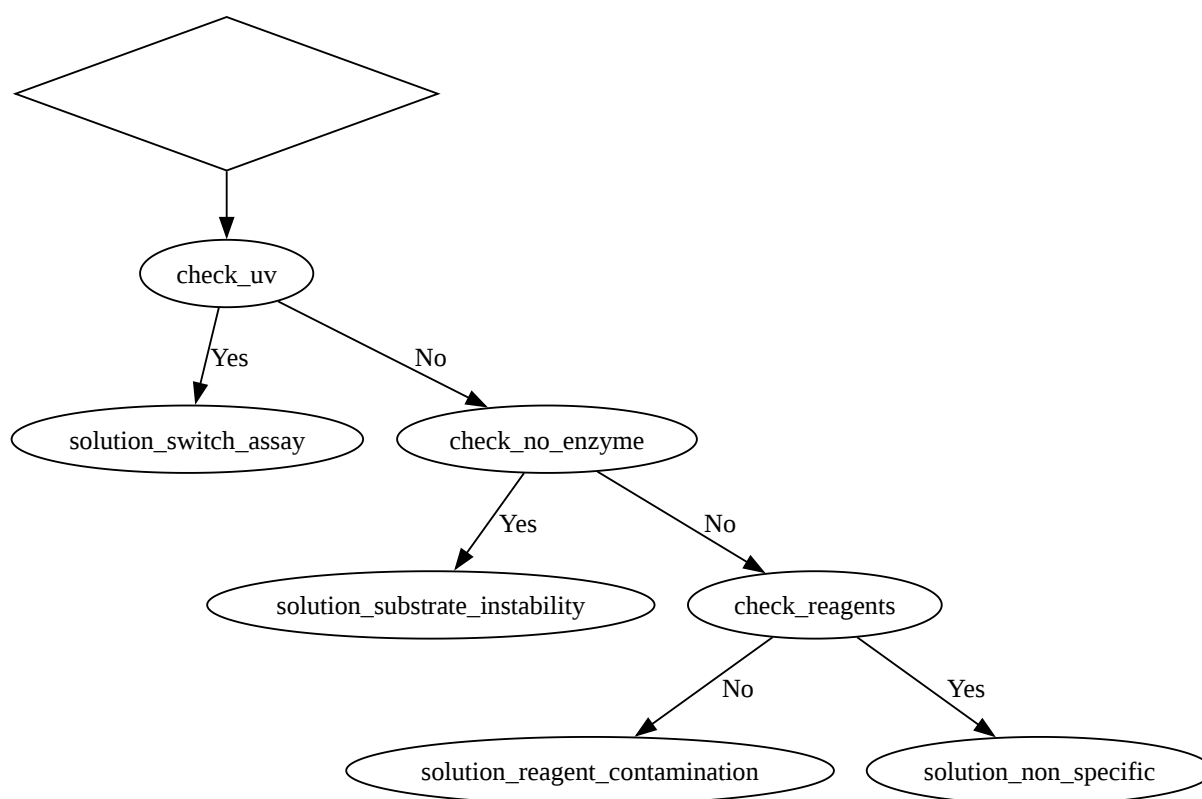 check_uv
Yes
No
solution_switch_assay
check_no_enzyme
Yes
No
solution_substrate_instability
check_reagents
No
Yes
solution_reagent_contamination
solution_non_specific